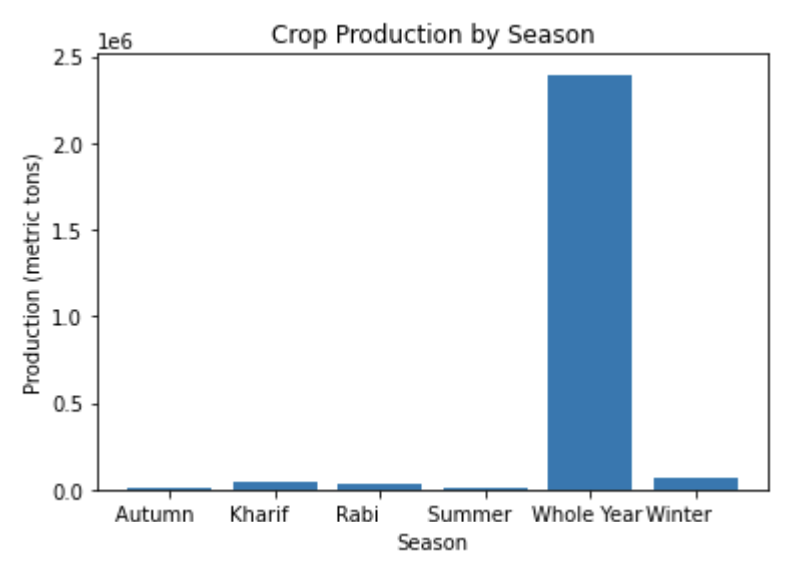 Crop Production by Season
1e6
Production (metric tons)
2.5
2.0
1.5
1.0
0.5
0.0
Autumn Kharif Rabi Summer Whole Year Winter
Season